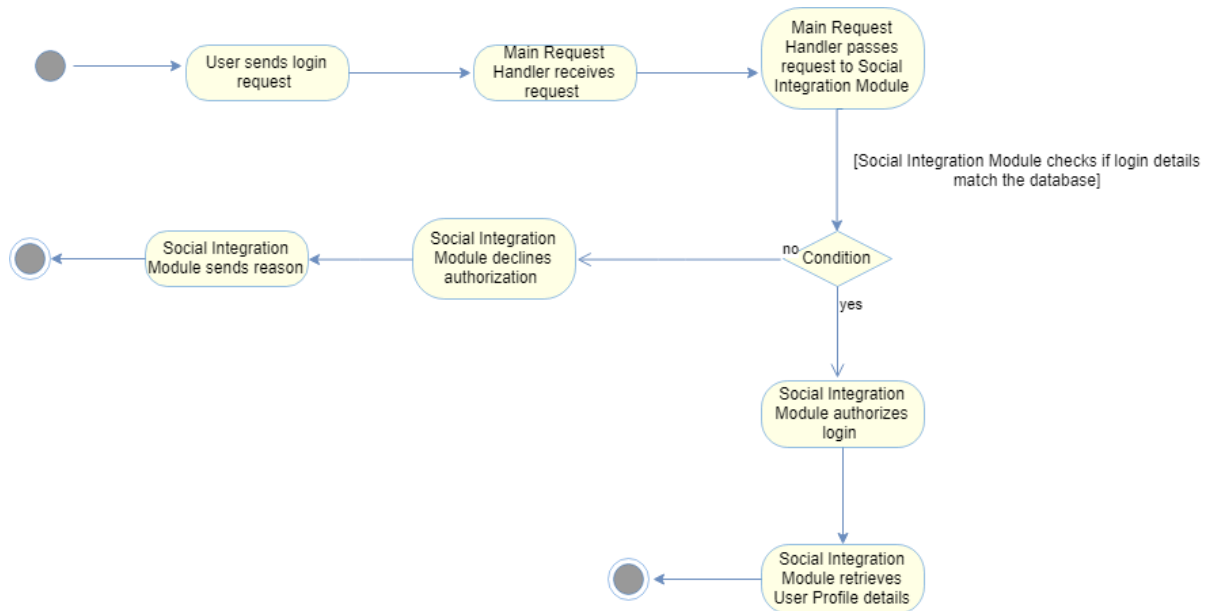 User sends login
request
Main Request
Handler receives
request
Main Request
Handler passes
request to Social
Integration Module
[Social Integration Module checks if login details
match the database]
Social Integration
Module sends reason
Social Integration
Module declines
authorization
no
Condition
yes
Social Integration
Module authorizes
login
Social Integration
Module retrieves
User Profile details